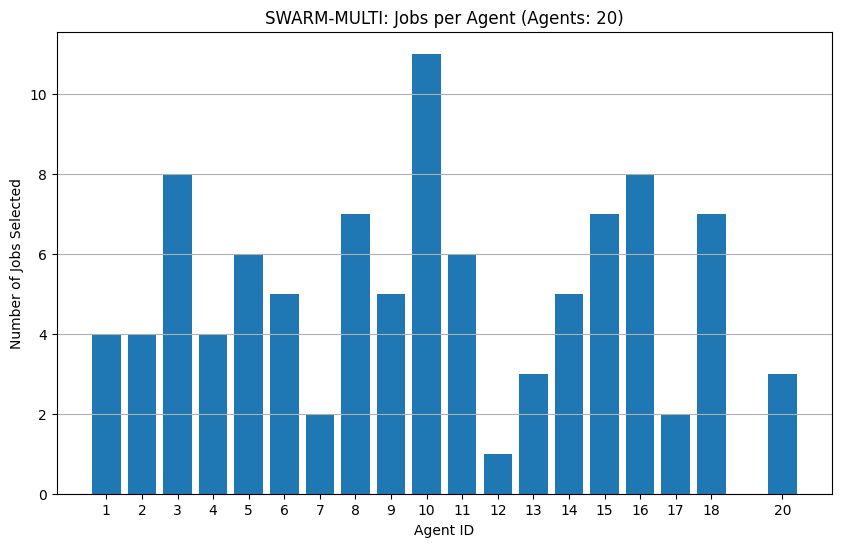 SWARM-MULTI: Jobs per Agent (Agents: 20)
Number of Jobs Selected
10
8
6
4
2
0
1 2 3 4 5 6 7 8 9 10 11 12 13 14 15 16 17 18 20
Agent ID